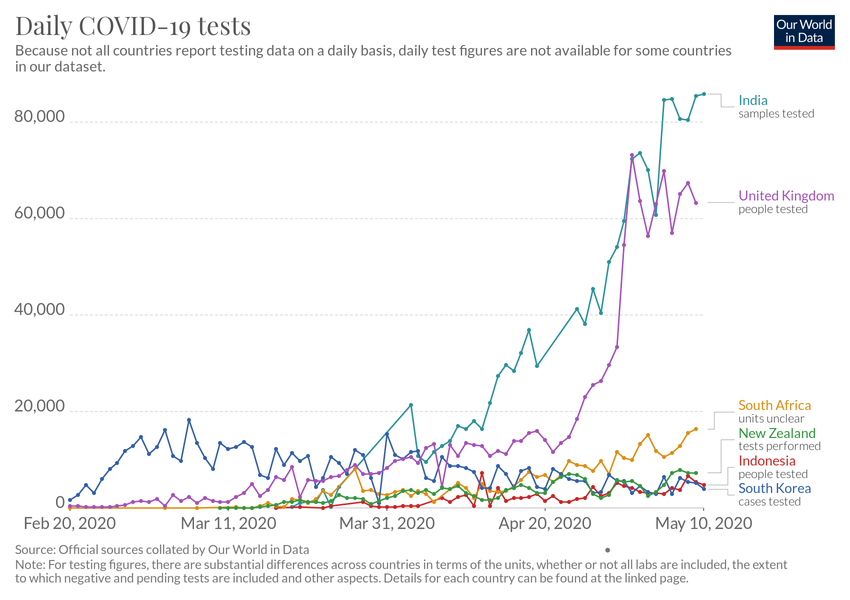 Daily COVID-19 tests
Our World
in Data
Because not all countries report testing data on a daily basis, daily test figures are not available for some countries
in our dataset.
80,000
60,000
40,000
20,000
0
India
samples tested
United Kingdom
people tested
South Africa
units unclear
New Zealand
tests performed
Indonesia
people tested
South Korea
cases tested
Feb 20, 2020
Mar 11, 2020
Mar 31, 2020
Apr 20, 2020
May 10, 2020
Source: Official sources collated by Our World in Data
Note: For testing figures, there are substantial differences across countries in terms of the units, whether or not all labs are included, the extent
to which negative and pending tests are included and other aspects. Details for each country can be found at the linked page.